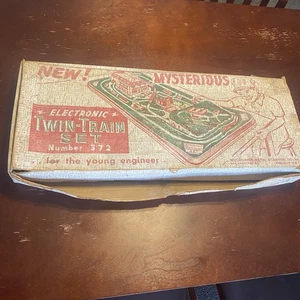 NEW!
MYSTERIOUS
ELECTRONIC
TWIN-TRAIN
SET
Number 372
... for the young engineer